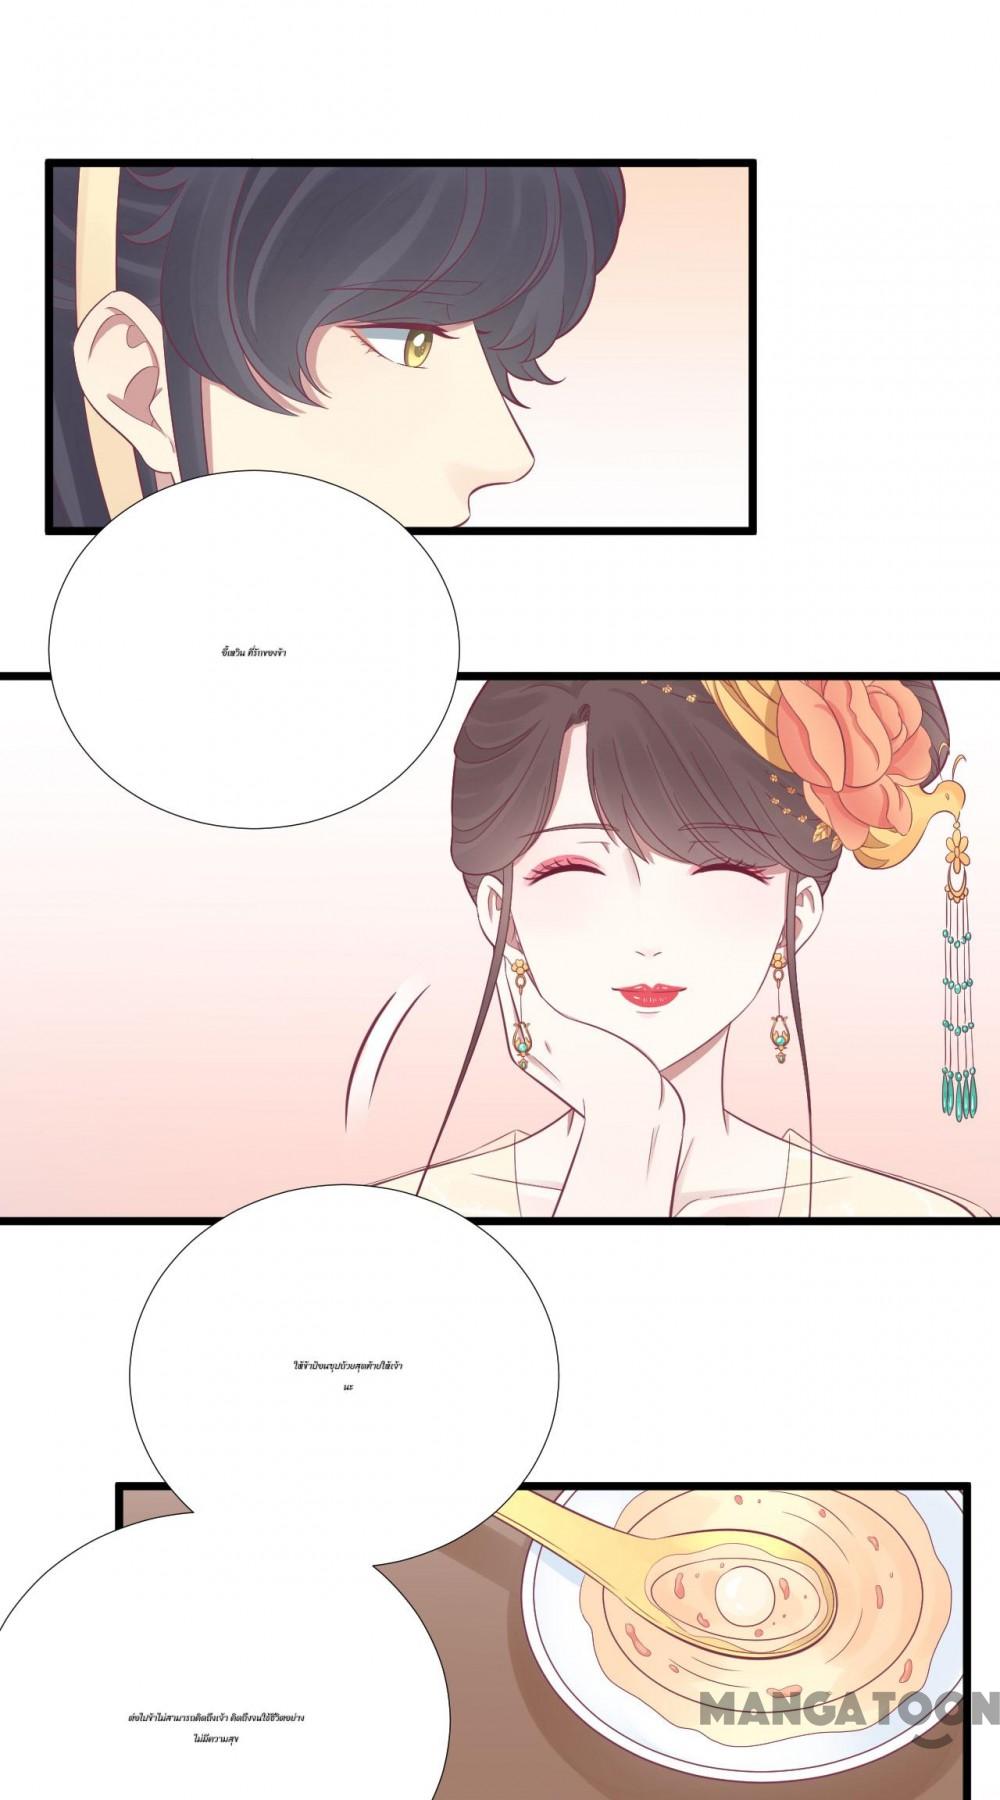 อี้เหวิน ที่รักของข้า
ให้ข้าป้อนซุปถ้วยสุดท้ายให้เจ้า
นะ
ต่อไปข้าไม่สามารถคิดถึงเจ้า คิดถึงจนใช้ชีวิตอย่าง
ไม่มีความสุข
MANGATOON